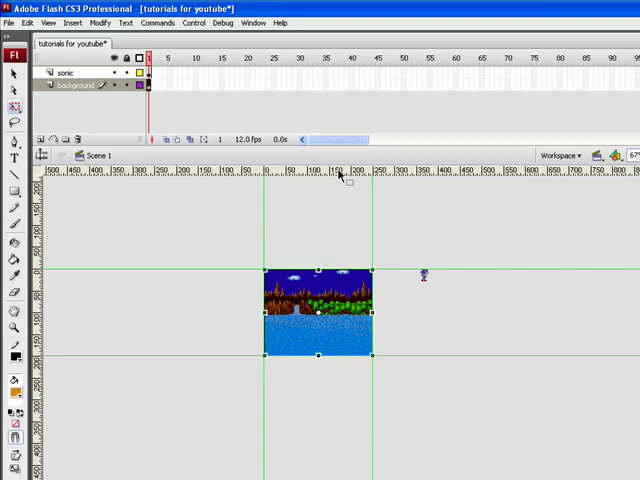 Adobe Flash CS3 Professional - [tutorials for youtube*]
File Edit View Insert Modify Text Commands Control Debug Window Help
Fl
tutorials for youtube*
1 5 10 15 20 25 30 35 40 45 50 55 60 65 70 75 80 85 90 95
sonic
background
1 12.0 fps 0.0s
Scene 1 Workspace 67%
500 450 400 350 300 250 200 150 100 50 0 50 100 150 200 250 300 350 400 450 500 550 600 650 700 750